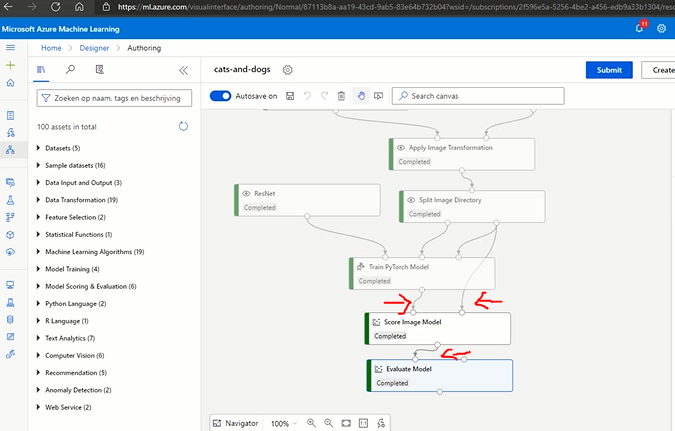 https://ml.azure.com/visualinterface/authoring/Normal/87113b8a-aa19-43cd-9ab5-83e64b732b04?wsid=/subscriptions/2f596e5a-5256-4be2-a456-edb9a33b1304/reso
Microsoft Azure Machine Learning
11
Home > Designer > Authoring
cats-and-dogs
Submit
Create
Zoeken op naam, tags en beschrijving
Autosave on
Search canvas
100 assets in total
Datasets (5)
Sample datasets (16)
Data Input and Output (3)
Data Transformation (19)
Feature Selection (2)
Statistical Functions (1)
Machine Learning Algorithms (19)
Model Training (4)
Model Scoring & Evaluation (6)
Python Language (2)
R Language (1)
Text Analytics (7)
Computer Vision (6)
Recommendation (5)
Anomaly Detection (2)
Web Service (2)
Apply Image Transformation
Completed
ResNet
Completed
Split Image Directory
Completed
Train PyTorch Model
Completed
Score Image Model
Completed
Evaluate Model
Completed
Navigator
100%
1:1